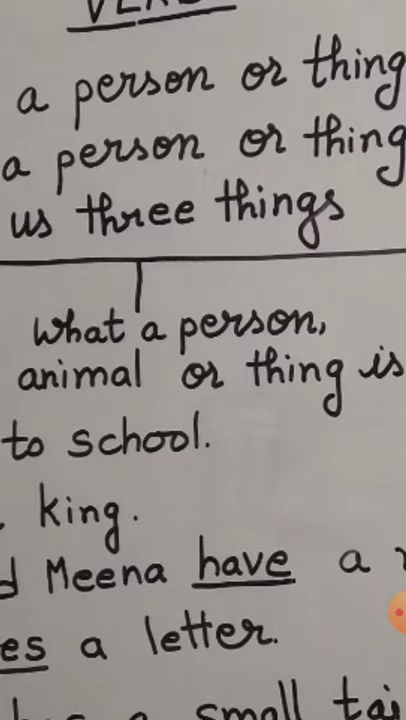 a person or thing
a person or thing
us three things
what a person,
animal or thing is
to school.
king.
Meena have a
es a letter.
a small